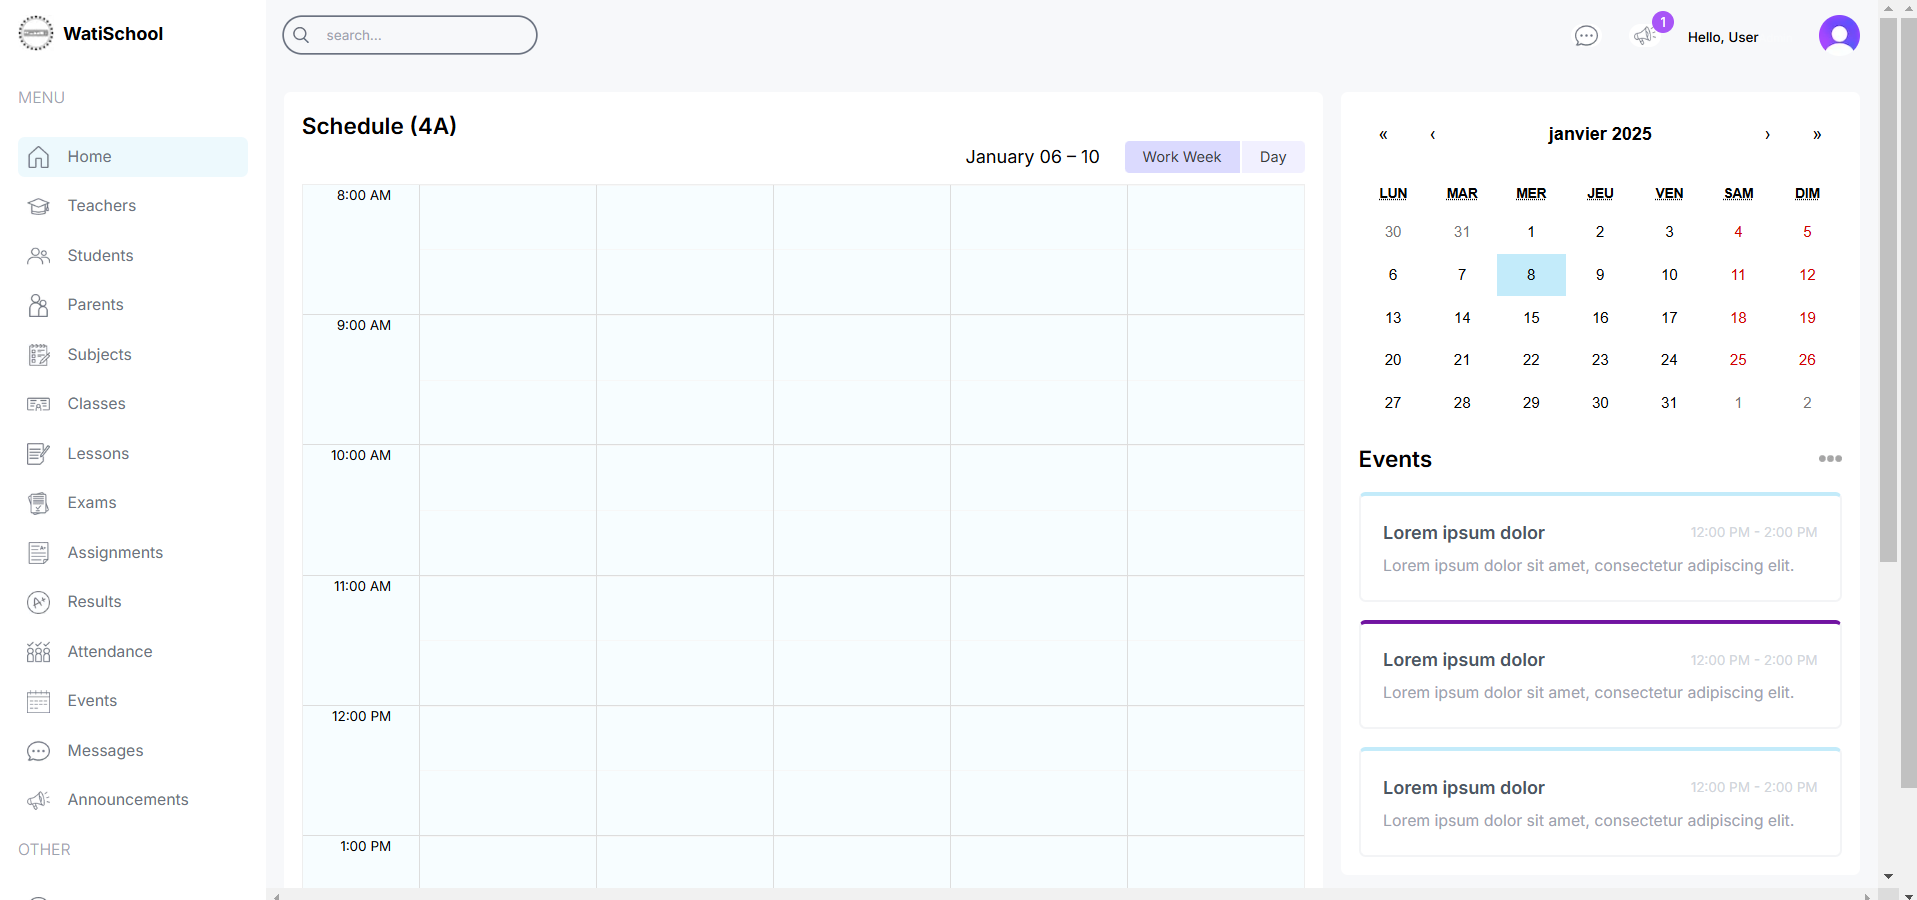 WatiSchool
MENU
Home
Teachers
Students
Parents
Subjects
Classes
Lessons
Exams
Assignments
Results
Attendance
Events
Messages
Announcements
OTHER
search...
1
Hello, User
Schedule (4A)
January 06 – 10
Work Week Day
8:00 AM
9:00 AM
10:00 AM
11:00 AM
12:00 PM
1:00 PM
« ‹ janvier 2025 › »
LUN MAR MER JEU VEN SAM DIM
30 31 1 2 3 4 5
6 7 8 9 10 11 12
13 14 15 16 17 18 19
20 21 22 23 24 25 26
27 28 29 30 31 1 2
Events
Lorem ipsum dolor 12:00 PM - 2:00 PM
Lorem ipsum dolor sit amet, consectetur adipiscing elit.
Lorem ipsum dolor 12:00 PM - 2:00 PM
Lorem ipsum dolor sit amet, consectetur adipiscing elit.
Lorem ipsum dolor 12:00 PM - 2:00 PM
Lorem ipsum dolor sit amet, consectetur adipiscing elit.